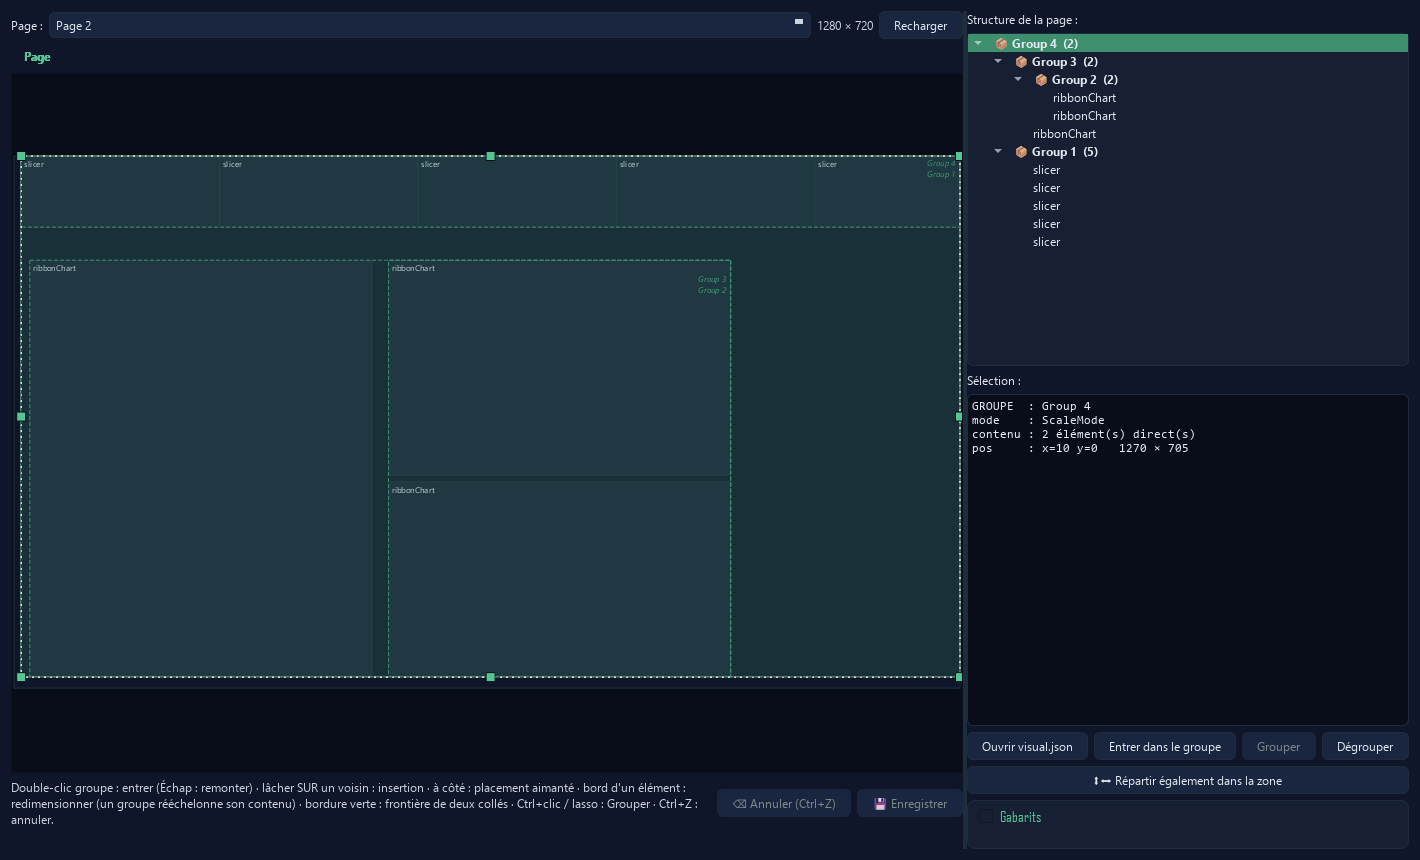 Page : Page 2 1280 × 720 Recharger
Page
slicer slicer slicer slicer slicer Group 4
Group 1
ribbonChart ribbonChart
Group 3
Group 2
ribbonChart
Double-clic groupe : entrer (Échap : remonter) · lâcher SUR un voisin : insertion · à côté : placement aimanté · bord d'un élément :
redimensionner (un groupe rééchelonne son contenu) · bordure verte : frontière de deux collés · Ctrl+clic / lasso : Grouper · Ctrl+Z :
annuler.
Annuler (Ctrl+Z) Enregistrer
Structure de la page :
Group 4 (2)
Group 3 (2)
Group 2 (2)
ribbonChart
ribbonChart
ribbonChart
Group 1 (5)
slicer
slicer
slicer
slicer
slicer
Sélection :
GROUPE : Group 4
mode : ScaleMode
contenu : 2 élément(s) direct(s)
pos : x=10 y=0 1270 × 705
Ouvrir visual.json Entrer dans le groupe Grouper Dégrouper
Répartir également dans la zone
Gabarits